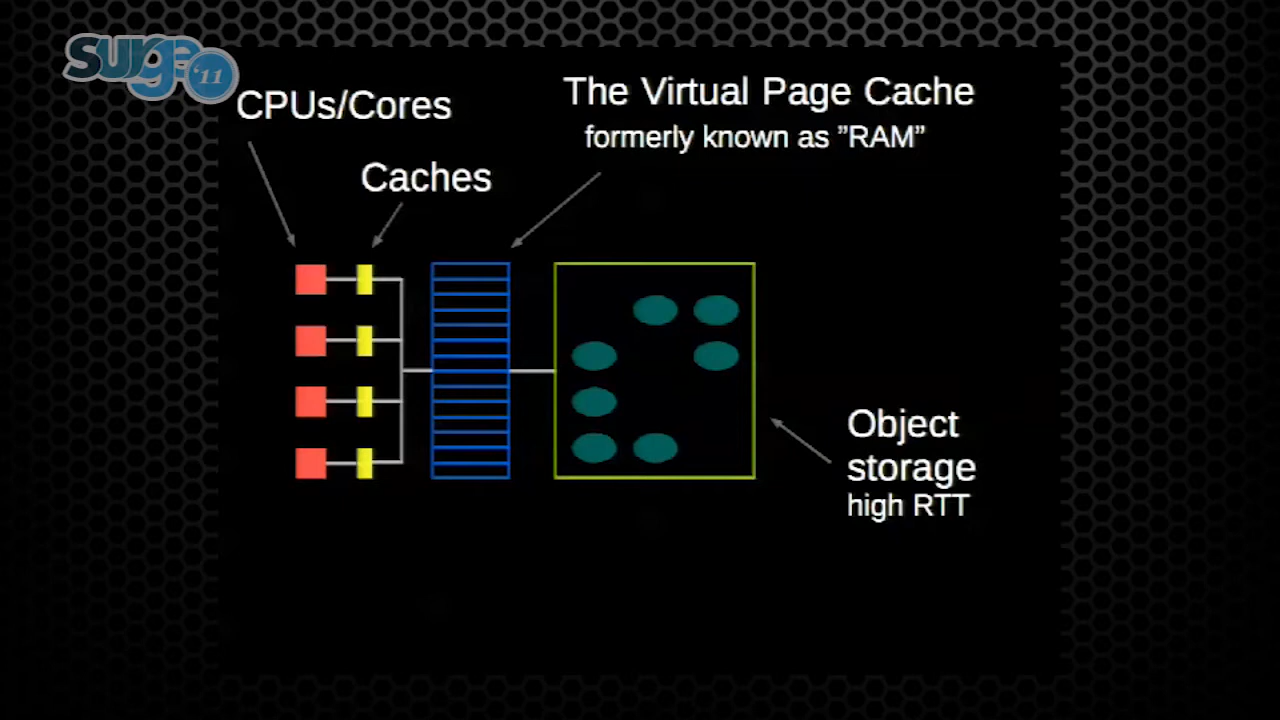 surge '11
CPUs/Cores
The Virtual Page Cache
formerly known as ”RAM”
Caches
Object
storage
high RTT